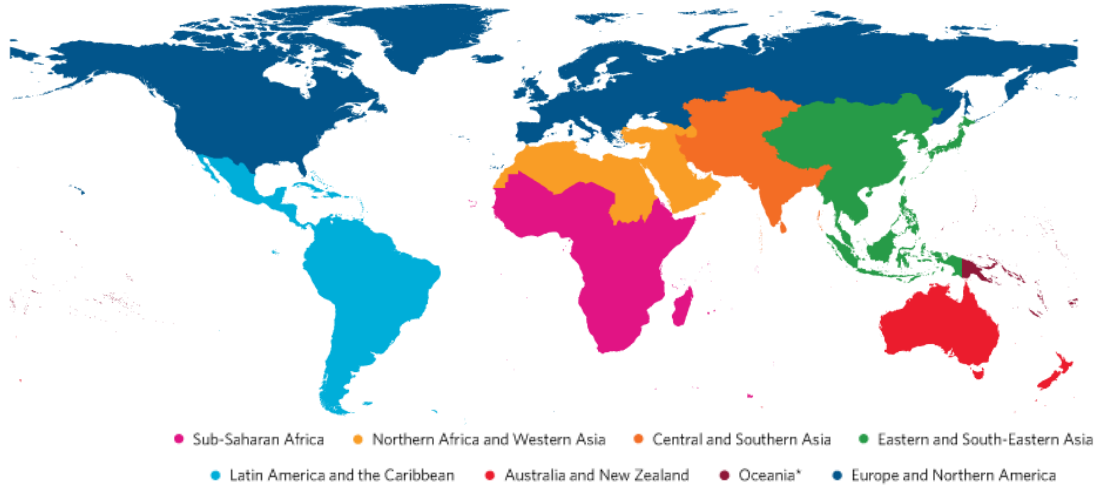 Sub-Saharan Africa Northern Africa and Western Asia Central and Southern Asia Eastern and South-Eastern Asia
Latin America and the Caribbean Australia and New Zealand Oceania* Europe and Northern America